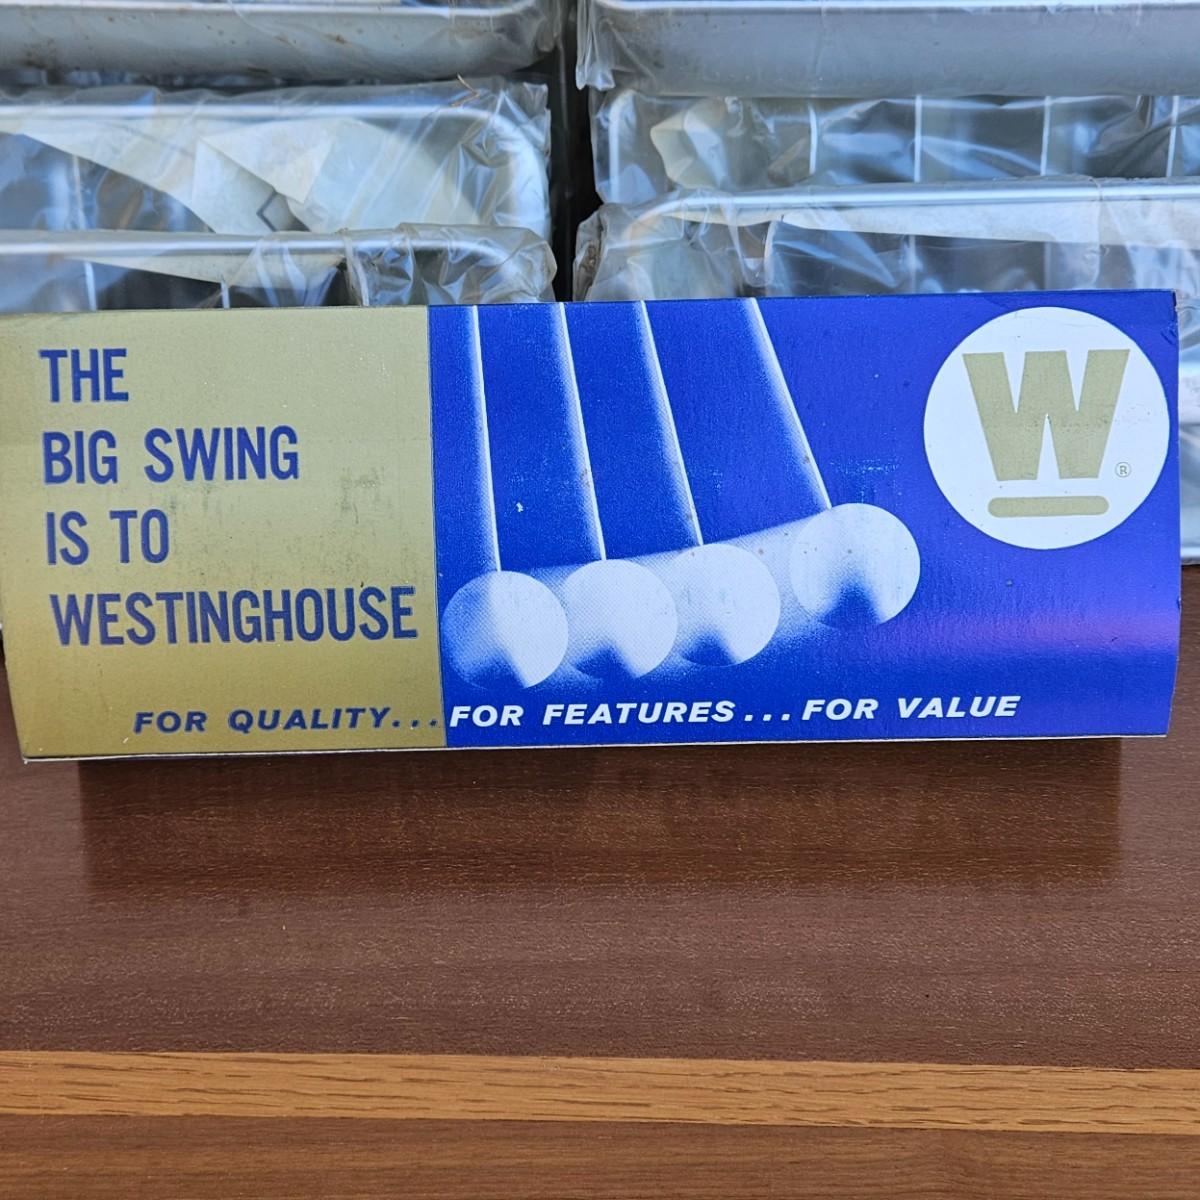 THE
BIG SWING
IS TO
WESTINGHOUSE
FOR QUALITY...FOR FEATURES...FOR VALUE
W
®